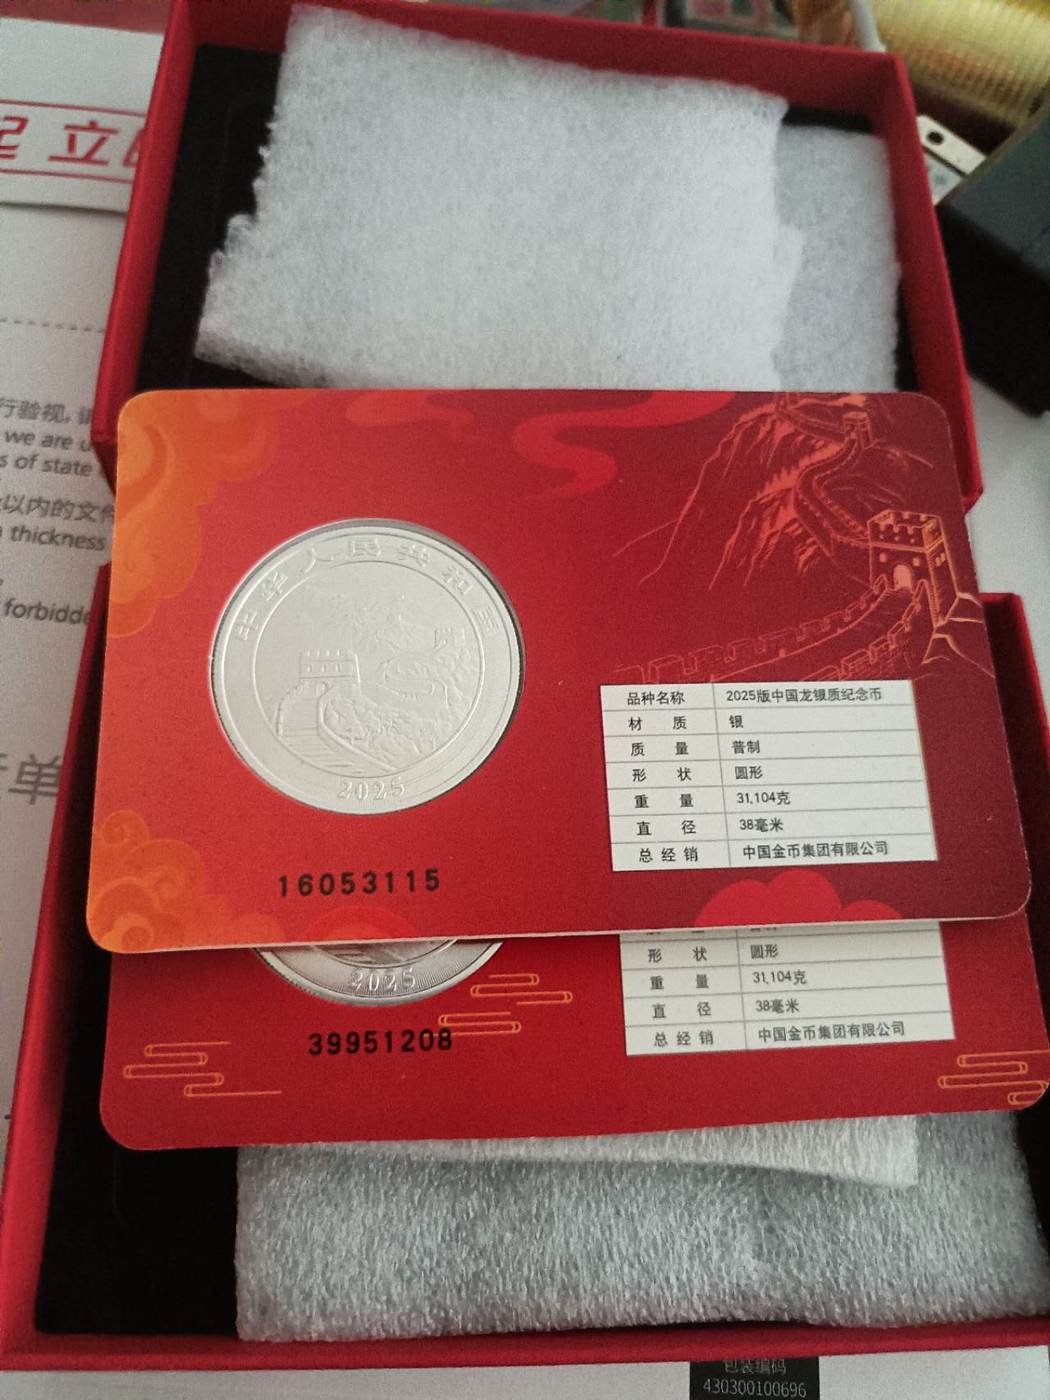 立
行验视,
we are
s of state
以内的文件
thickness
forbidde
单
中华人民共和国
2025
16053115
品种名称 2025版中国龙银质纪念币
材 质 银
质 量 普制
形 状 圆形
重 量 31.104克
直 径 38毫米
总 经 销 中国金币集团有限公司
2025
39951208
形 状 圆形
重 量 31.104克
直 径 38毫米
总 经 销 中国金币集团有限公司
包装编码
430300100696